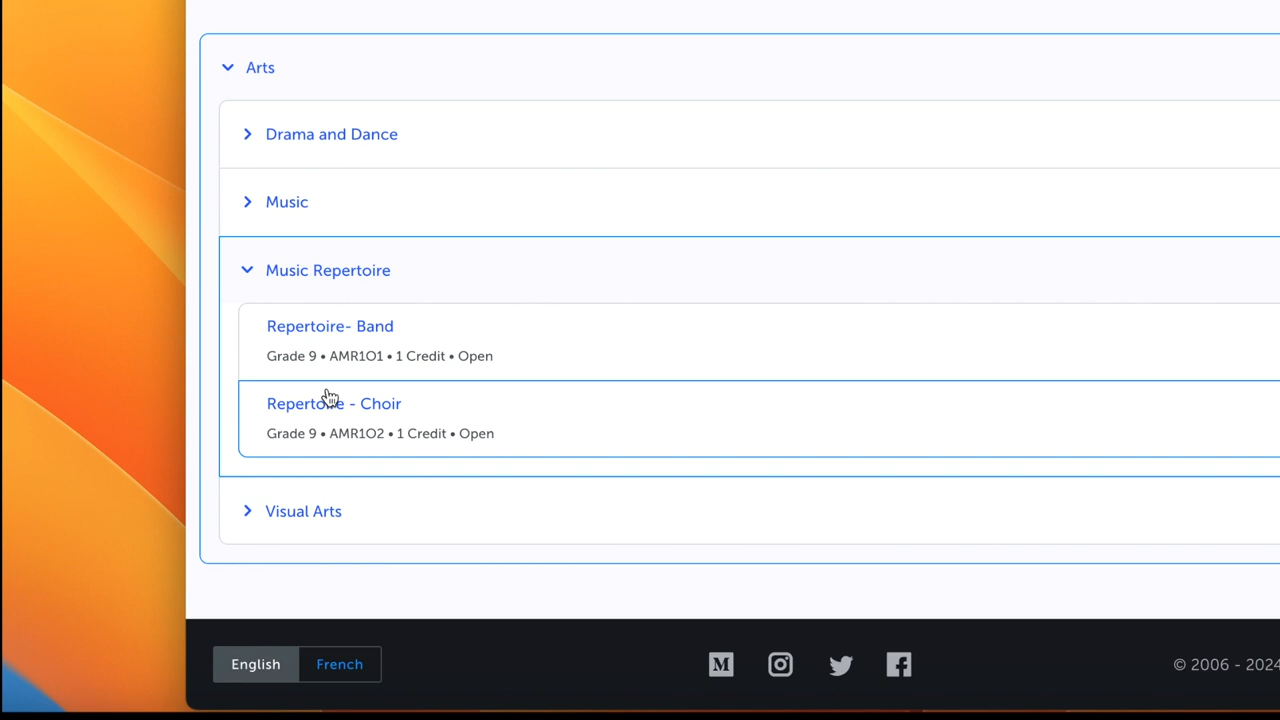 Arts
Drama and Dance
Music
Music Repertoire
Repertoire- Band
Grade 9 • AMR1O1 • 1 Credit • Open
Repertoire - Choir
Grade 9 • AMR1O2 • 1 Credit • Open
Visual Arts
English French
© 2006 - 2024